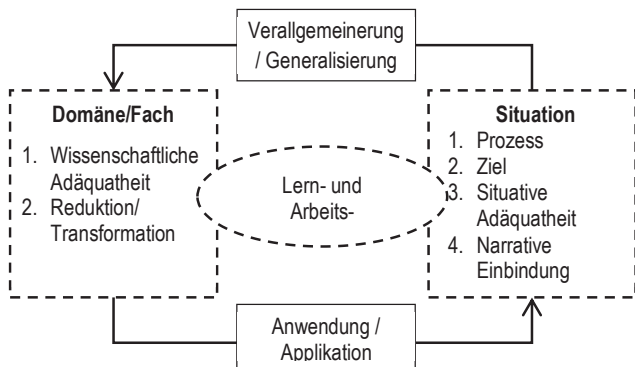 Verallgemeinerung
/ Generalisierung
Domäne/Fach
1. Wissenschaftliche
Adäquatheit
2. Reduktion/
Transformation
Lern- und
Arbeits-
Situation
1. Prozess
2. Ziel
3. Situative
Adäquatheit
4. Narrative
Einbindung
Anwendung /
Applikation